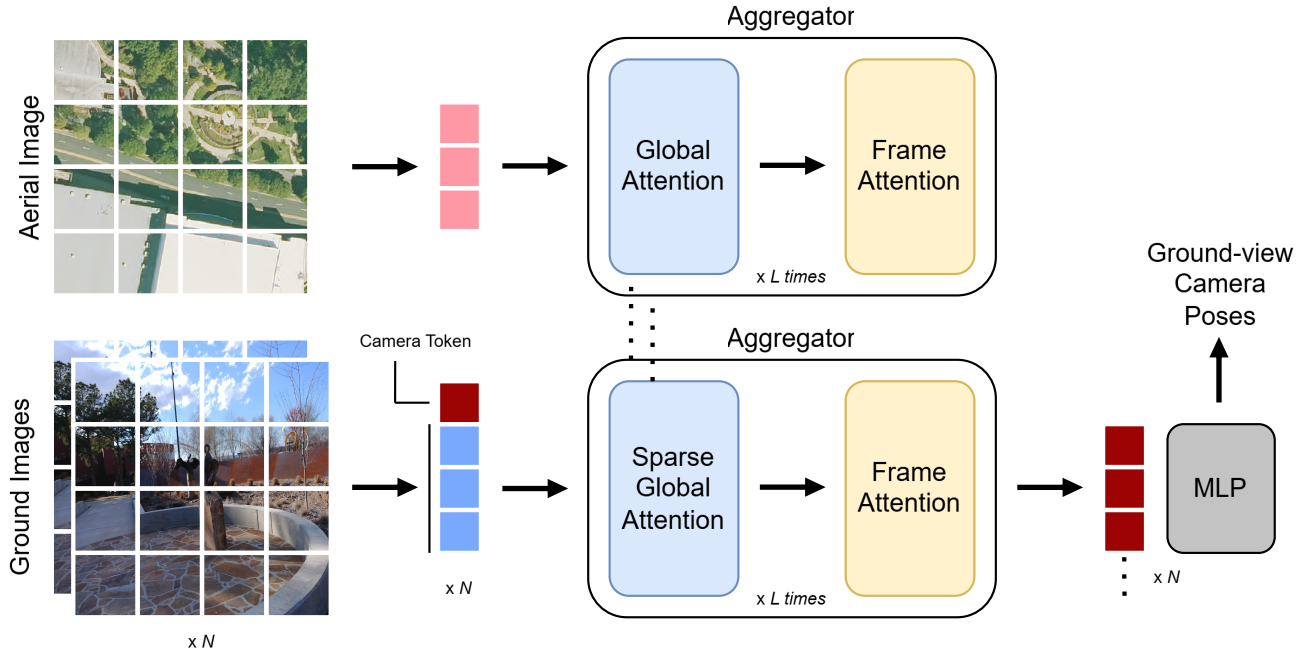 Aggregator
Aerial Image
Global
Attention
Frame
Attention
x L times
Ground-view
Camera
Poses
Aggregator
Camera Token
Ground Images
Sparse
Global
Attention
Frame
Attention
MLP
x N
x L times
x N
x N